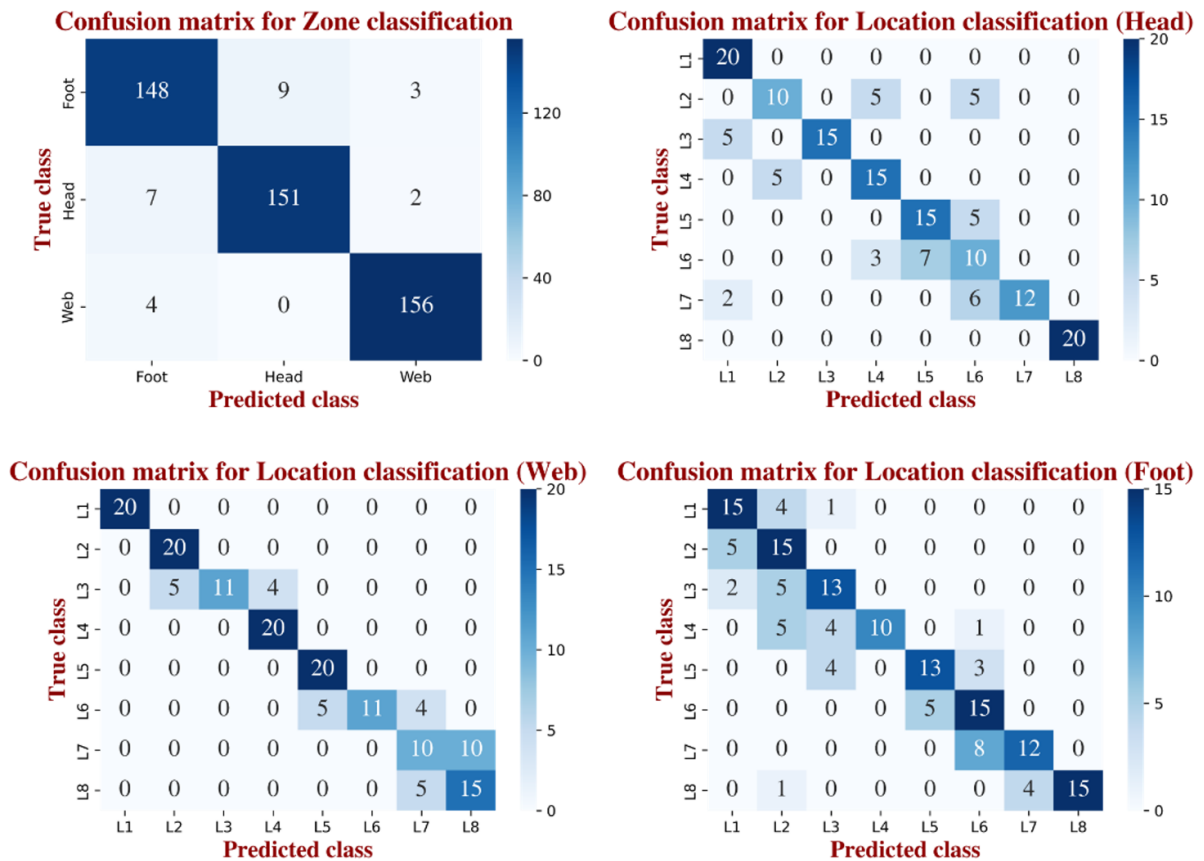 Confusion matrix for Zone classification
Foot 148 9 3
Head 7 151 2
Web 4 0 156
Foot Head Web
True class
Predicted class
120
80
40
0
Confusion matrix for Location classification (Head)
L1 20 0 0 0 0 0 0 0
L2 0 10 0 5 0 5 0 0
L3 5 0 15 0 0 0 0 0
L4 0 5 0 15 0 0 0 0
L5 0 0 0 0 15 5 0 0
L6 0 0 0 3 7 10 0 0
L7 2 0 0 0 0 6 12 0
L8 0 0 0 0 0 0 0 20
L1 L2 L3 L4 L5 L6 L7 L8
True class
Predicted class
20
15
10
5
0
Confusion matrix for Location classification (Web)
L1 20 0 0 0 0 0 0 0
L2 0 20 0 0 0 0 0 0
L3 0 5 11 4 0 0 0 0
L4 0 0 0 20 0 0 0 0
L5 0 0 0 0 20 0 0 0
L6 0 0 0 0 5 11 4 0
L7 0 0 0 0 0 0 10 10
L8 0 0 0 0 0 0 5 15
L1 L2 L3 L4 L5 L6 L7 L8
True class
Predicted class
20
15
10
5
0
Confusion matrix for Location classification (Foot)
L1 15 4 1 0 0 0 0 0
L2 5 15 0 0 0 0 0 0
L3 2 5 13 0 0 0 0 0
L4 0 5 4 10 0 1 0 0
L5 0 0 4 0 13 3 0 0
L6 0 0 0 0 5 15 0 0
L7 0 0 0 0 0 8 12 0
L8 0 1 0 0 0 0 4 15
L1 L2 L3 L4 L5 L6 L7 L8
True class
Predicted class
15
10
5
0